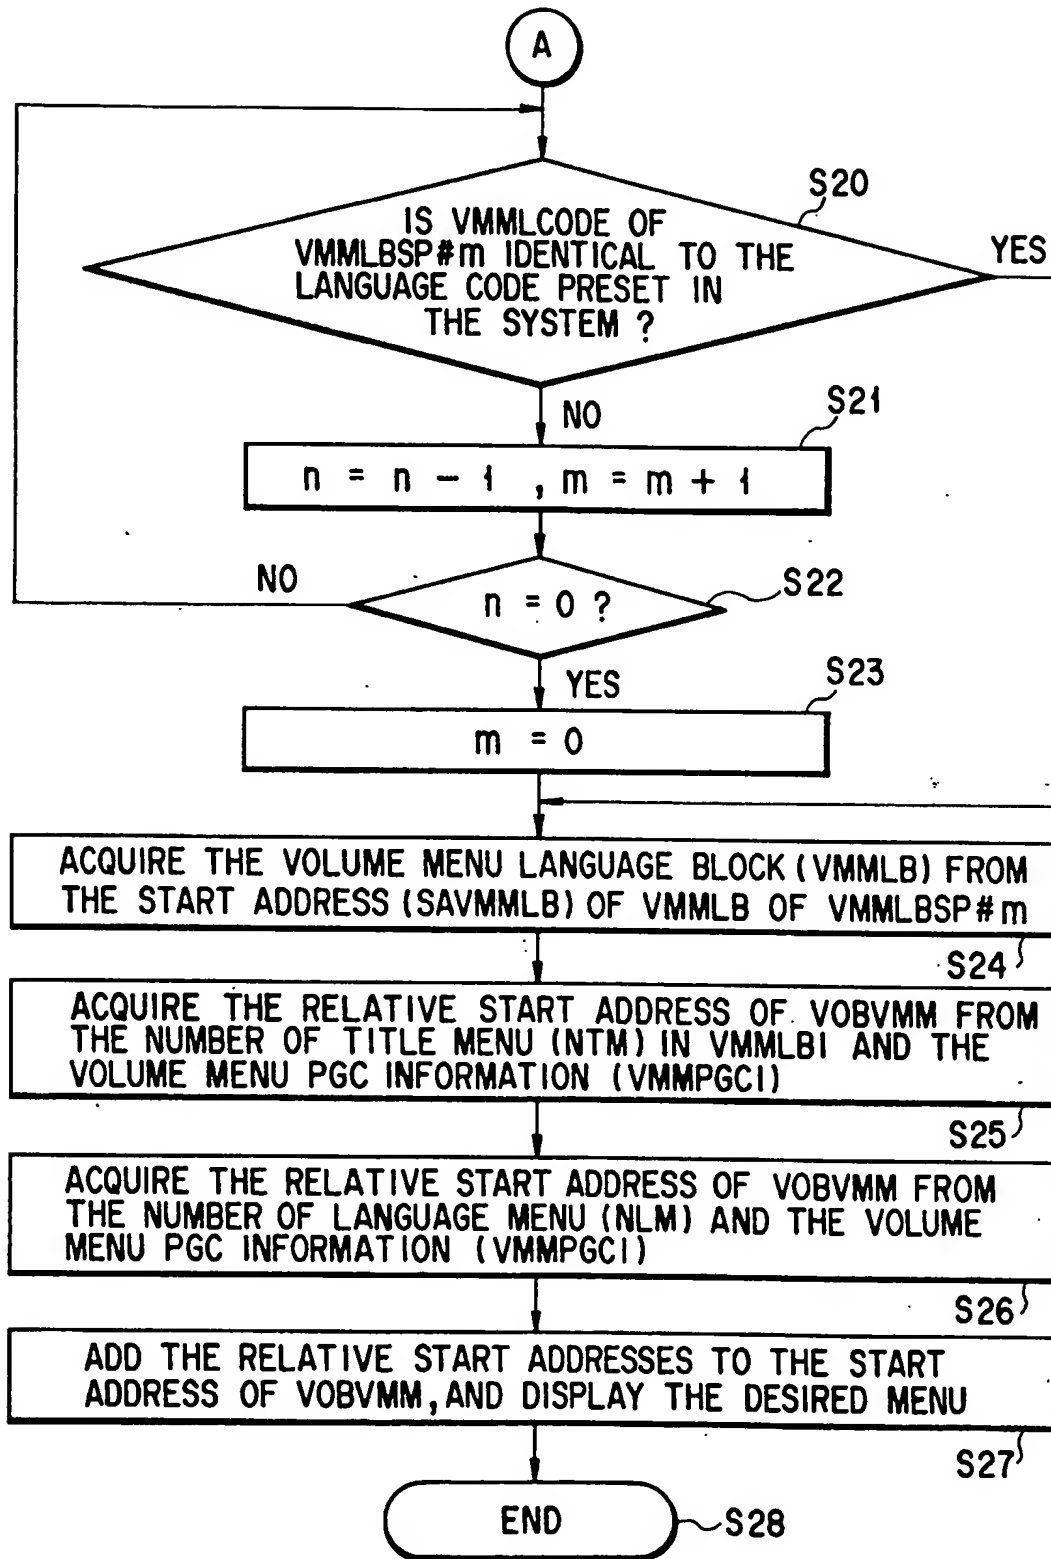 A
S20
IS VMMLCODE OF
VMMLBSP#m IDENTICAL TO THE
LANGUAGE CODE PRESET IN
THE SYSTEM ?
YES
NO
S21
n = n - 1 , m = m + 1
NO
n = 0 ?
S22
YES
S23
m = 0
ACQUIRE THE VOLUME MENU LANGUAGE BLOCK (VMMLB) FROM
THE START ADDRESS (SAVMMLB) OF VMMLB OF VMMLBSP#m
S24
ACQUIRE THE RELATIVE START ADDRESS OF VOBVMM FROM
THE NUMBER OF TITLE MENU (NTM) IN VMMLBI AND THE
VOLUME MENU PGC INFORMATION (VMMPGCI)
S25
ACQUIRE THE RELATIVE START ADDRESS OF VOBVMM FROM
THE NUMBER OF LANGUAGE MENU (NLM) AND THE VOLUME
MENU PGC INFORMATION (VMMPGCI)
S26
ADD THE RELATIVE START ADDRESSES TO THE START
ADDRESS OF VOBVMM, AND DISPLAY THE DESIRED MENU
S27
END
S28